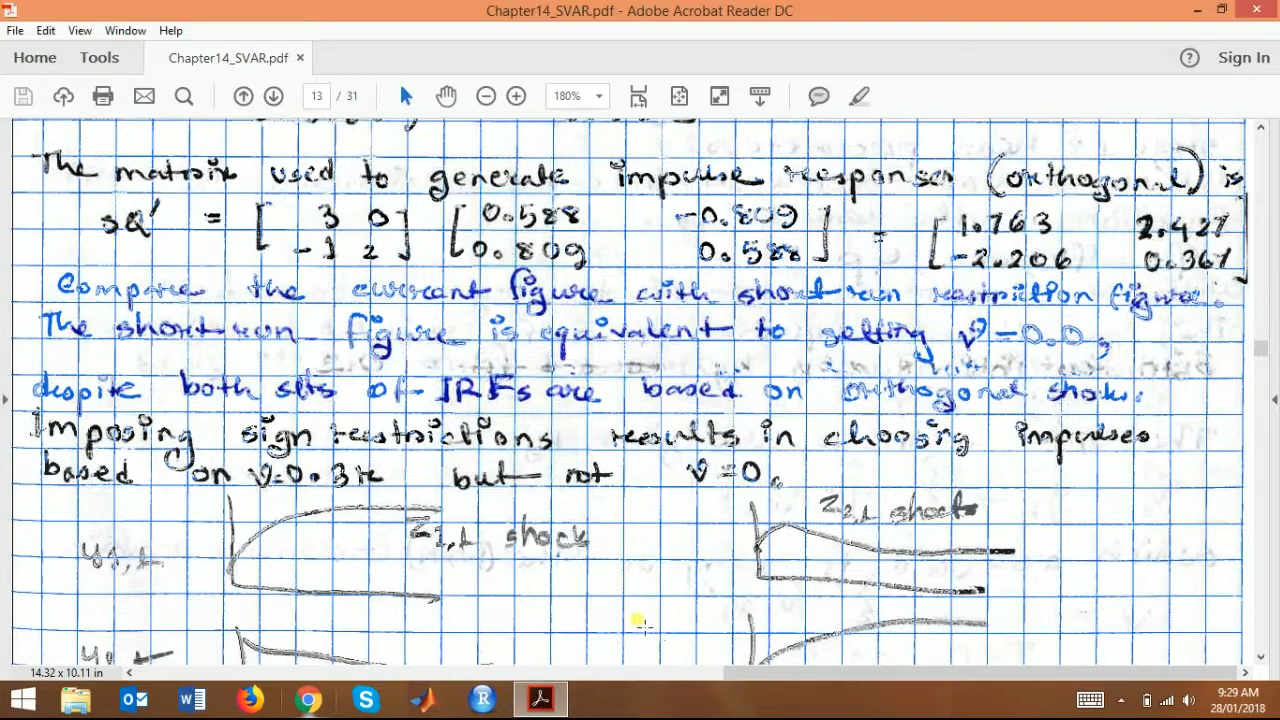 Chapter14_SVAR.pdf - Adobe Acrobat Reader DC
File Edit View Window Help
Home Tools Chapter14_SVAR.pdf × Sign In
13 / 31 180%
The matrix used to generate impulse responses (orthogonal) is
SQ' = [ 3 0 ] [ 0.588 -0.809 ] = [ 1.763 2.427 ]
[ -1 2 ] [ 0.809 0.588 ] [ -2.206 0.367 ]
Compare the current figure with short run restriction figure.
The short run figure is equivalent to setting v = 0.0,
despite both sets of IRFs are based on orthogonal shoks.
Imposing sign restrictions results in choosing impulses
based on v=0.3π but not v=0.
Z1,t shock Z2,t shock
y1,t
14.32 x 10.11 in
9:29 AM
28/01/2018